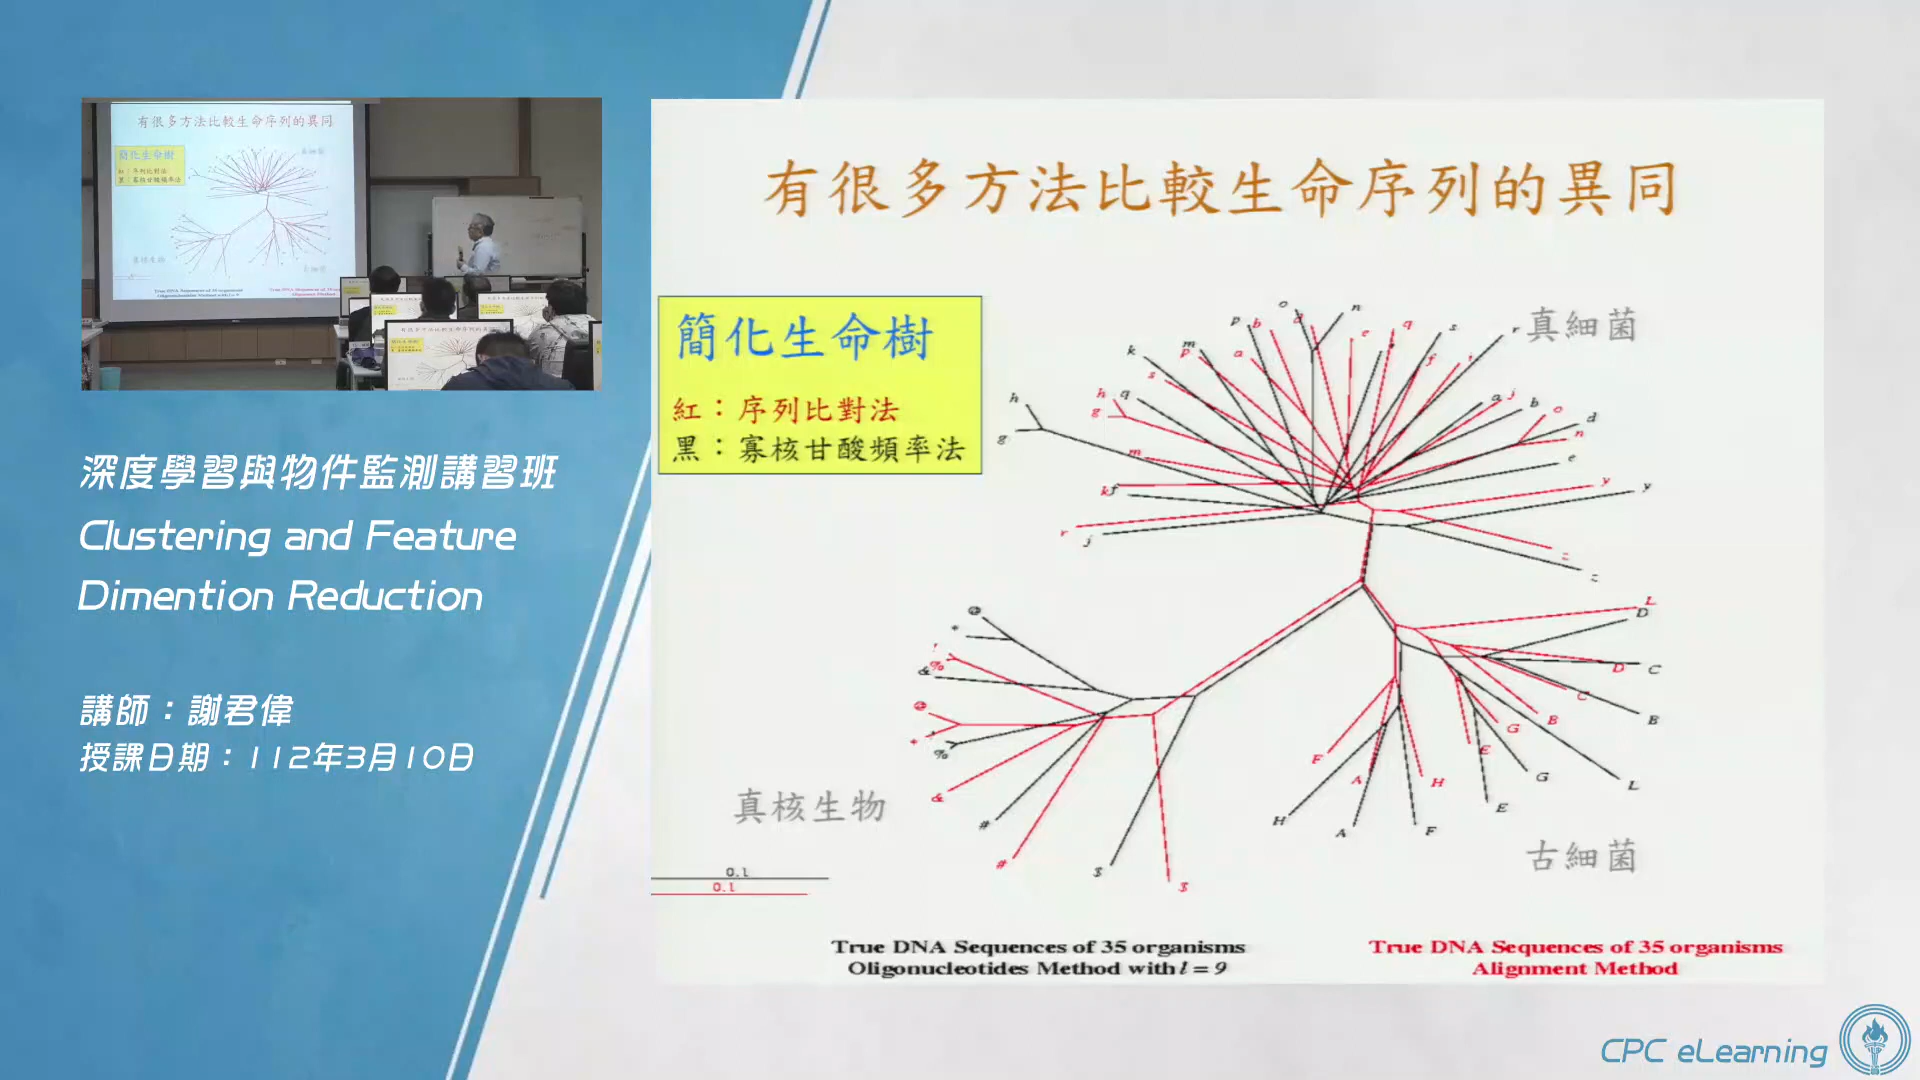 有很多方法比較生命序列的異同
簡化生命樹
紅：序列比對法
黑：寡核甘酸頻率法
真細菌
真核生物
古細菌
0.1
0.1
True DNA Sequences of 35 organisms
Oligonucleotides Method with l = 9
True DNA Sequences of 35 organisms
Alignment Method
深度學習與物件監測講習班
Clustering and Feature
Dimention Reduction
講師：謝君偉
授課日期：112年3月10日
CPC eLearning